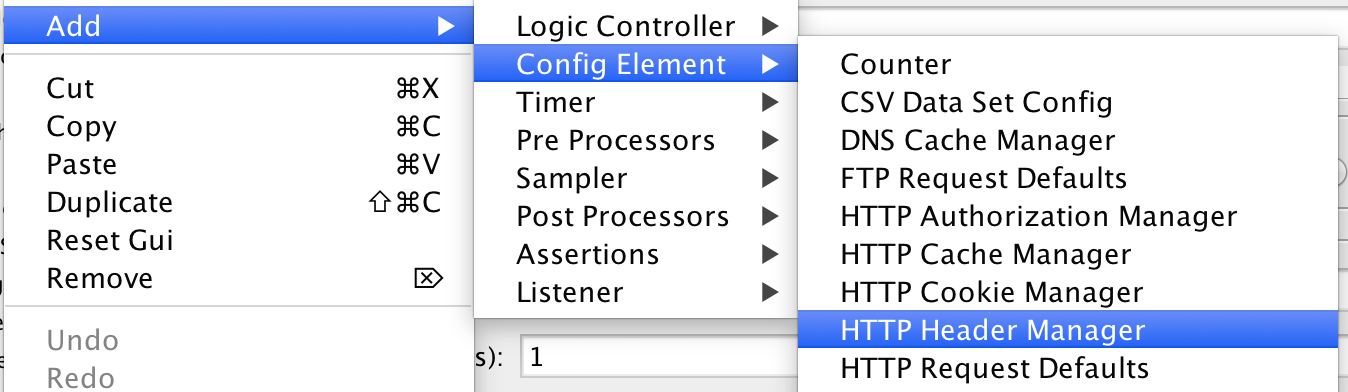 Add ▶
Cut ⌘X
Copy ⌘C
Paste ⌘V
Duplicate ⇧⌘C
Reset Gui
Remove ⌦
Undo
Redo
Logic Controller ▶
Config Element ▶
Timer ▶
Pre Processors ▶
Sampler ▶
Post Processors ▶
Assertions ▶
Listener ▶
Counter
CSV Data Set Config
DNS Cache Manager
FTP Request Defaults
HTTP Authorization Manager
HTTP Cache Manager
HTTP Cookie Manager
HTTP Header Manager
HTTP Request Defaults
s): 1